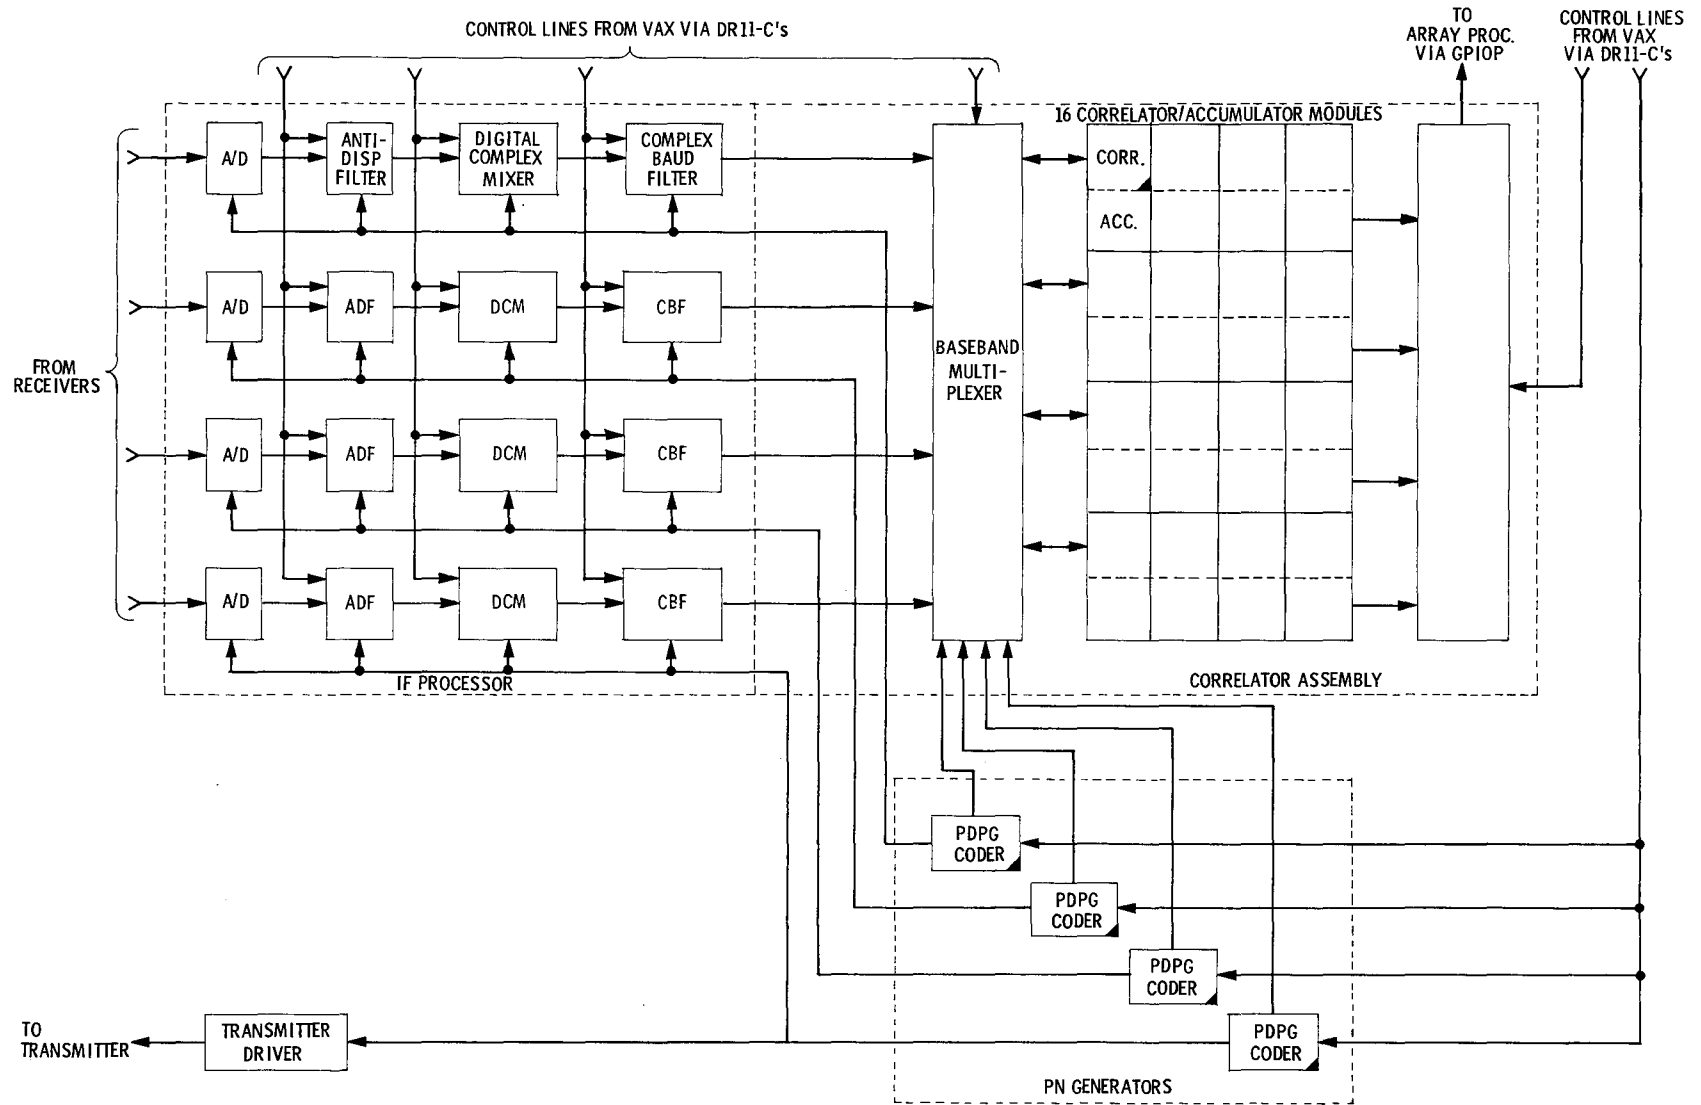 CONTROL LINES FROM VAX VIA DR11-C's
TO
ARRAY PROC.
VIA GPIOP
CONTROL LINES
FROM VAX
VIA DR11-C's
16 CORRELATOR/ACCUMULATOR MODULES
A/D
ANTI-
DISP
FILTER
DIGITAL
COMPLEX
MIXER
COMPLEX
BAUD
FILTER
CORR.
ACC.
A/D
ADF
DCM
CBF
BASEBAND
MULTI-
PLEXER
FROM
RECEIVERS
A/D
ADF
DCM
CBF
A/D
ADF
DCM
CBF
IF PROCESSOR
CORRELATOR ASSEMBLY
PDPG
CODER
PDPG
CODER
PDPG
CODER
TO
TRANSMITTER
TRANSMITTER
DRIVER
PDPG
CODER
PN GENERATORS